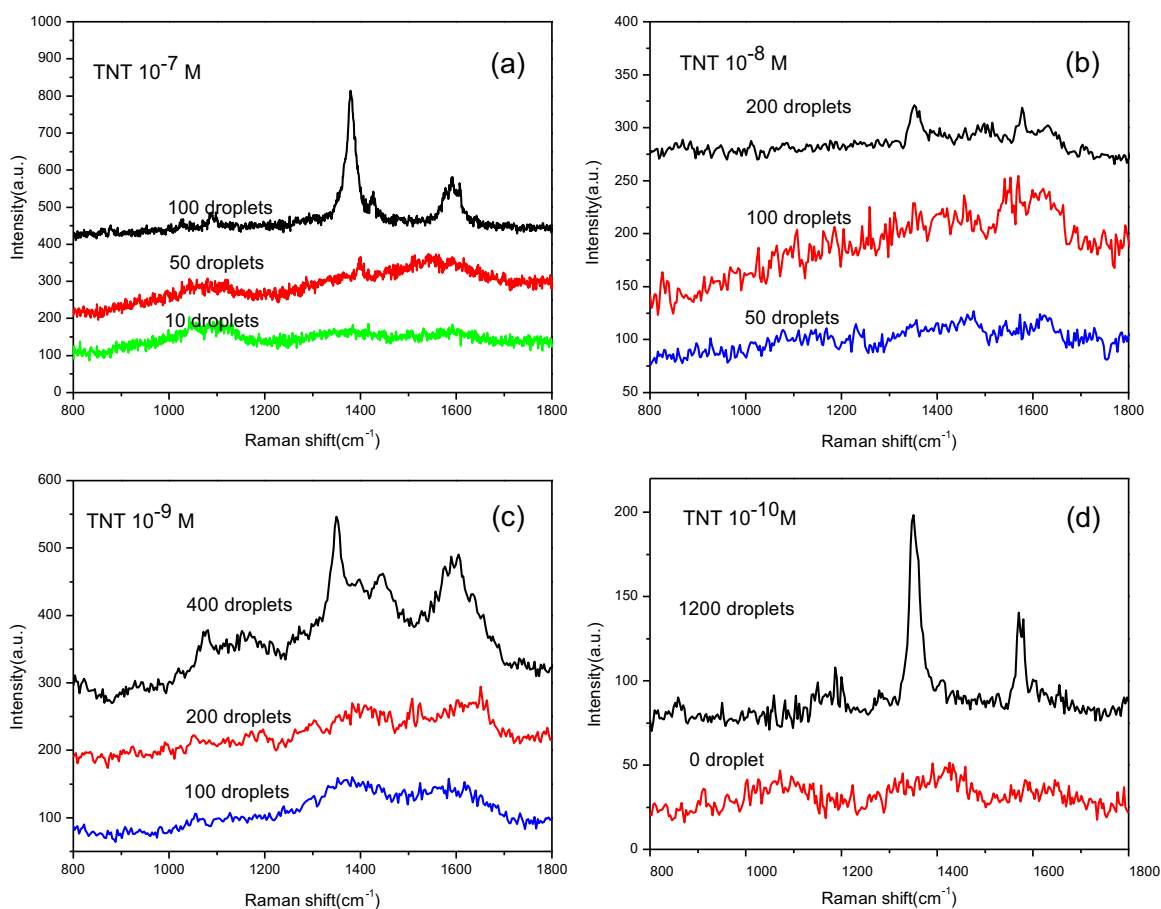 TNT 10⁻⁷ M
(a)
100 droplets
50 droplets
10 droplets
Intensity(a.u.)
1000
900
800
700
600
500
400
300
200
100
0
800 1000 1200 1400 1600 1800
Raman shift(cm⁻¹)
TNT 10⁻⁸ M
(b)
200 droplets
100 droplets
50 droplets
Intensity(a.u.)
400
350
300
250
200
150
100
50
800 1000 1200 1400 1600 1800
Raman shift(cm⁻¹)
TNT 10⁻⁹ M
(c)
400 droplets
200 droplets
100 droplets
Intensity(a.u.)
600
500
400
300
200
100
800 1000 1200 1400 1600 1800
Raman shift(cm⁻¹)
TNT 10⁻¹⁰M
(d)
1200 droplets
0 droplet
Intensity(a.u.)
200
150
100
50
0
800 1000 1200 1400 1600 1800
Raman shift(cm⁻¹)